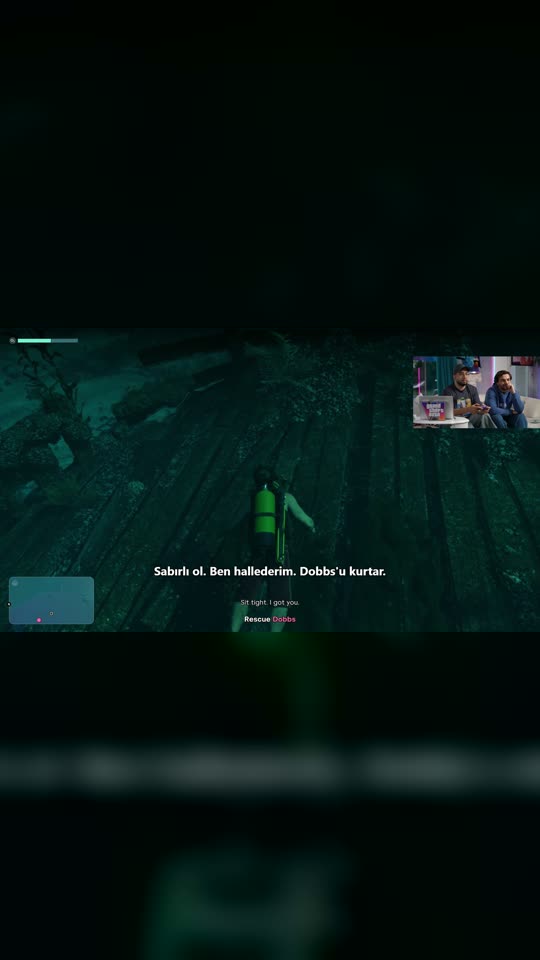 Sabırlı ol. Ben hallederim. Dobbs'u kurtar.
Sit tight. I got you.
Rescue Dobbs